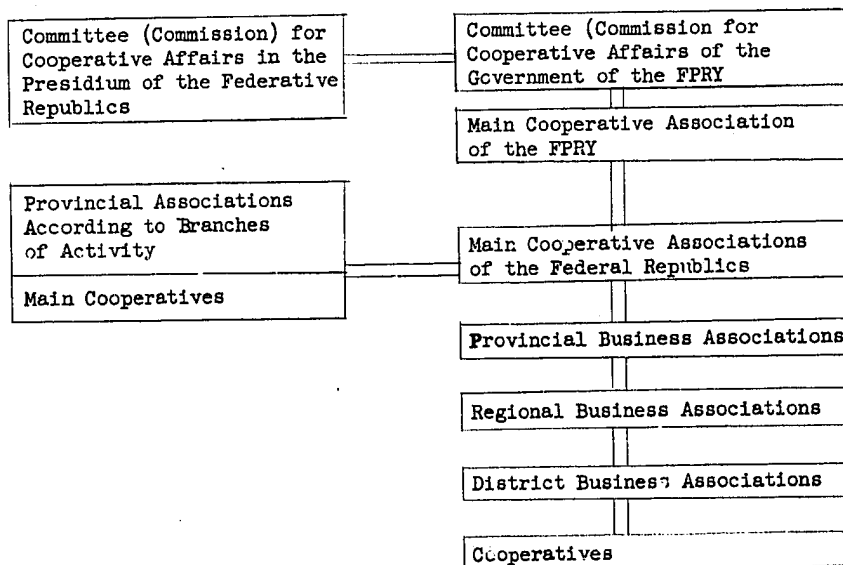 Committee (Commission) for
Cooperative Affairs in the
Presidium of the Federative
Republics
Committee (Commission for
Cooperative Affairs of the
Government of the FPRY
Main Cooperative Association
of the FPRY
Provincial Associations
According to Branches
of Activity
Main Cooperatives
Main Cooperative Associations
of the Federal Republics
Provincial Business Associations
Regional Business Associations
District Business Associations
Cooperatives